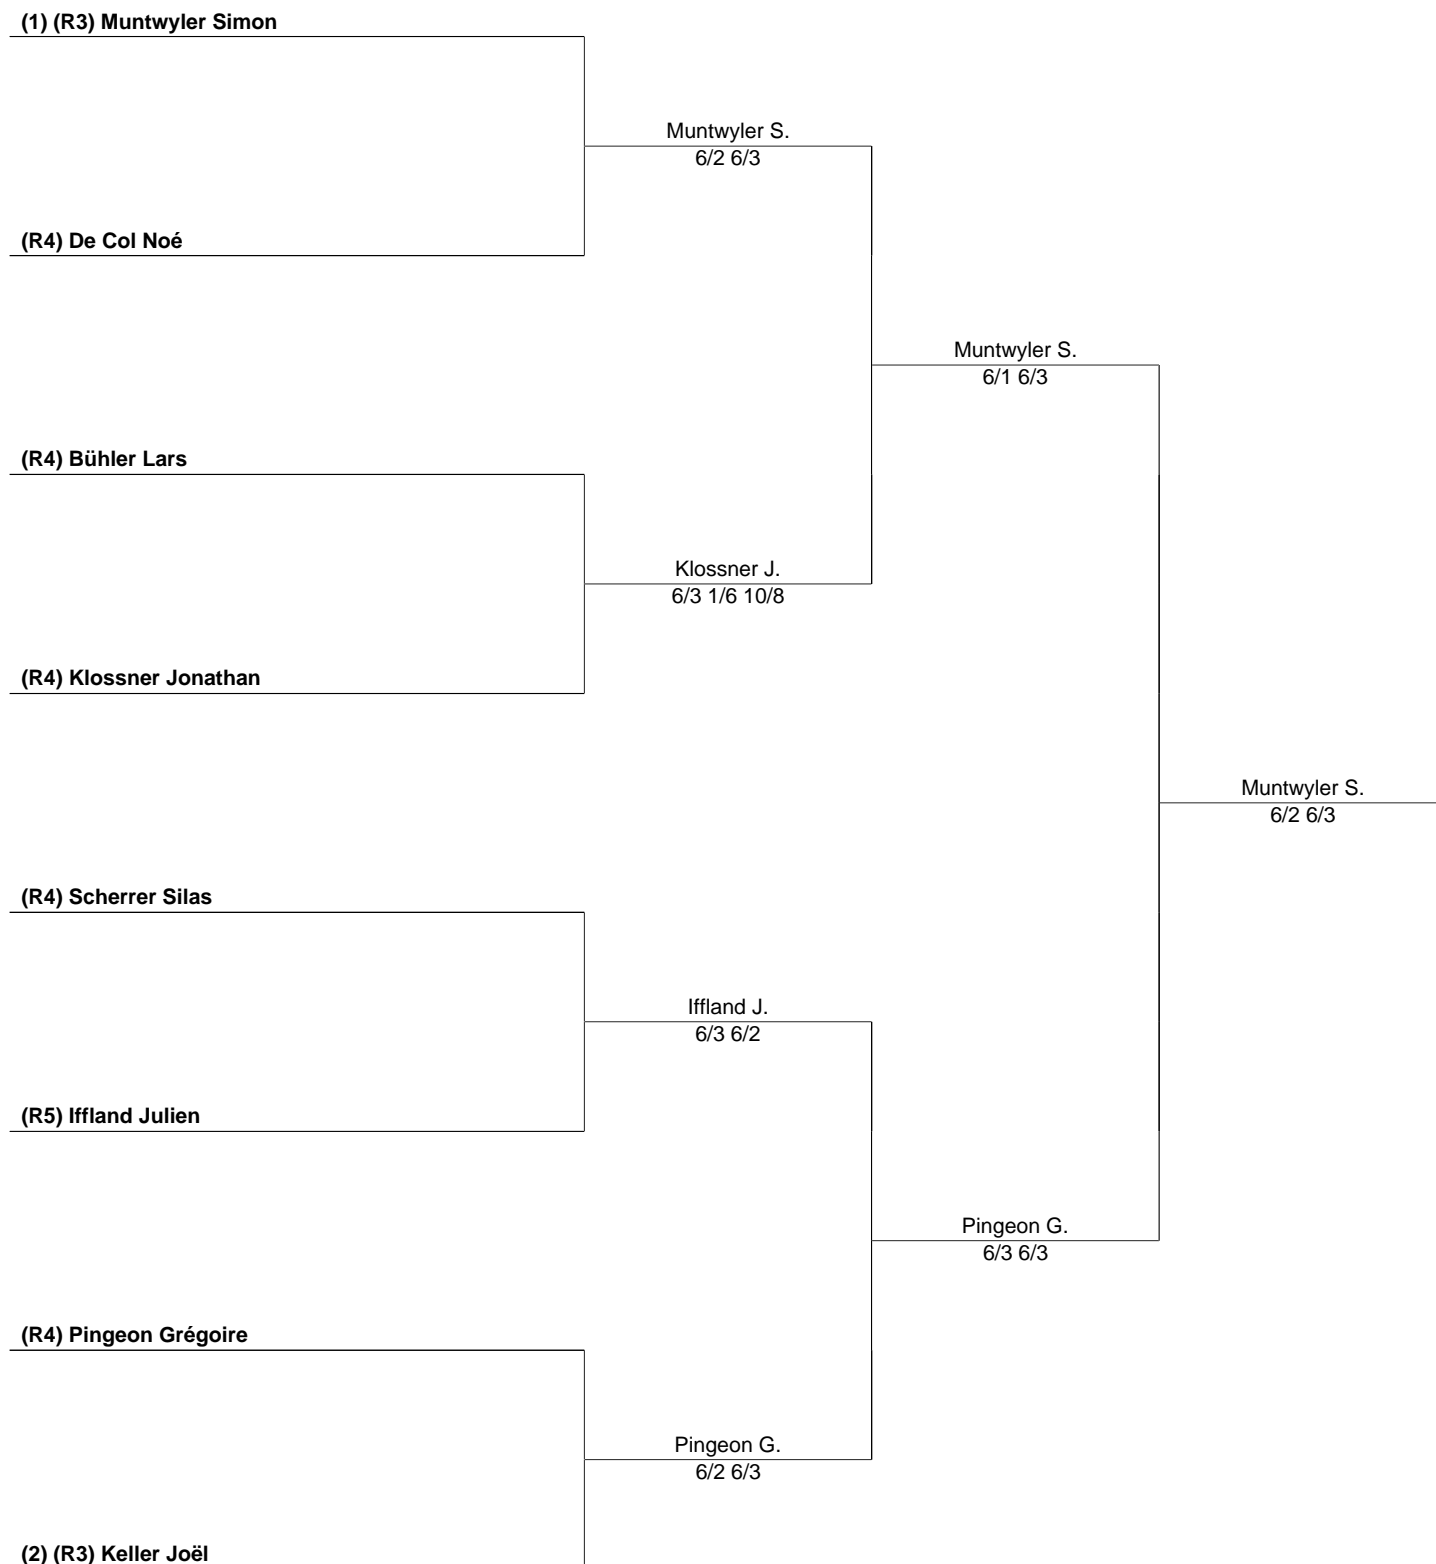 (1) (R3) Muntwyler Simon
Muntwyler S.
6/2 6/3
(R4) De Col Noé
Muntwyler S.
6/1 6/3
(R4) Bühler Lars
Klossner J.
6/3 1/6 10/8
(R4) Klossner Jonathan
Muntwyler S.
6/2 6/3
(R4) Scherrer Silas
Iffland J.
6/3 6/2
(R5) Iffland Julien
Pingeon G.
6/3 6/3
(R4) Pingeon Grégoire
Pingeon G.
6/2 6/3
(2) (R3) Keller Joël